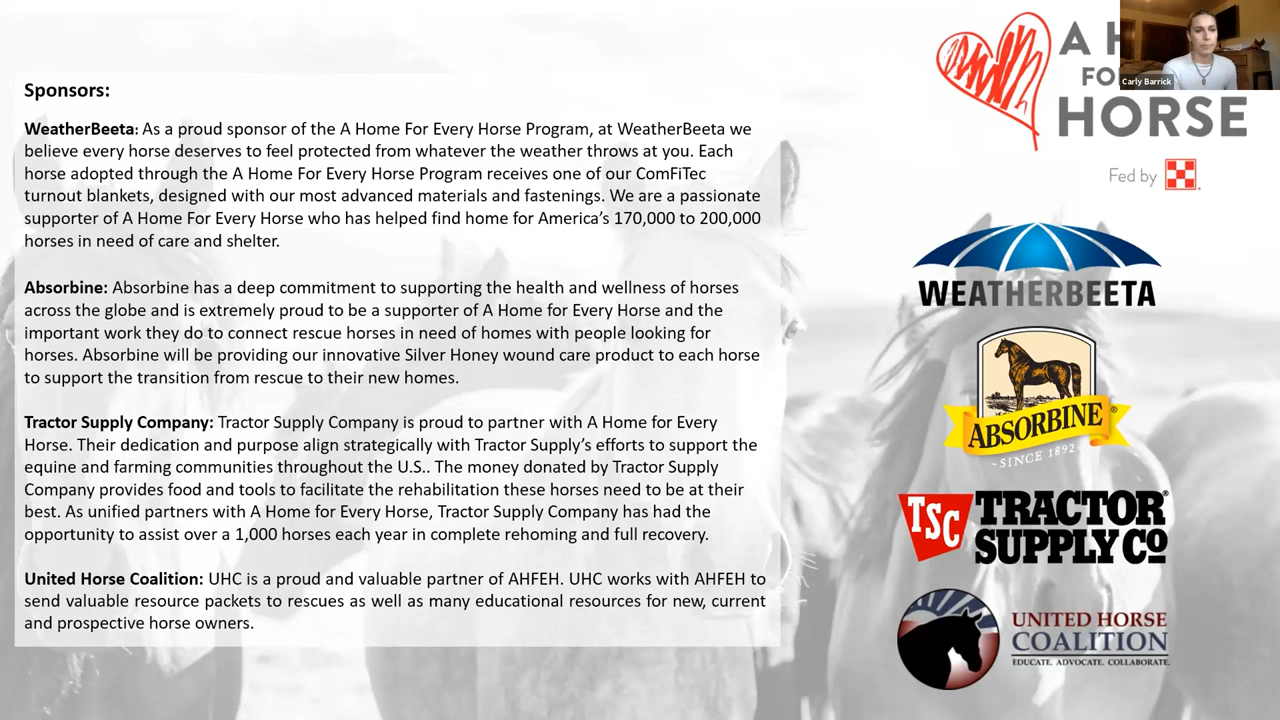 Sponsors:
WeatherBeeta: As a proud sponsor of the A Home For Every Horse Program, at WeatherBeeta we
believe every horse deserves to feel protected from whatever the weather throws at you. Each
horse adopted through the A Home For Every Horse Program receives one of our ComFiTec
turnout blankets, designed with our most advanced materials and fastenings. We are a passionate
supporter of A Home For Every Horse who has helped find home for America’s 170,000 to 200,000
horses in need of care and shelter.
Absorbine: Absorbine has a deep commitment to supporting the health and wellness of horses
across the globe and is extremely proud to be a supporter of A Home for Every Horse and the
important work they do to connect rescue horses in need of homes with people looking for
horses. Absorbine will be providing our innovative Silver Honey wound care product to each horse
to support the transition from rescue to their new homes.
Tractor Supply Company: Tractor Supply Company is proud to partner with A Home for Every
Horse. Their dedication and purpose align strategically with Tractor Supply’s efforts to support the
equine and farming communities throughout the U.S.. The money donated by Tractor Supply
Company provides food and tools to facilitate the rehabilitation these horses need to be at their
best. As unified partners with A Home for Every Horse, Tractor Supply Company has had the
opportunity to assist over a 1,000 horses each year in complete rehoming and full recovery.
United Horse Coalition: UHC is a proud and valuable partner of AHFEH. UHC works with AHFEH to
send valuable resource packets to rescues as well as many educational resources for new, current
and prospective horse owners.
A H
FO
HORSE
Carly Barrick
Fed by
WEATHERBEETA
ABSORBINE®
~SINCE 1892~
TSC TRACTOR
SUPPLY CO®
UNITED HORSE
COALITION
EDUCATE. ADVOCATE. COLLABORATE.